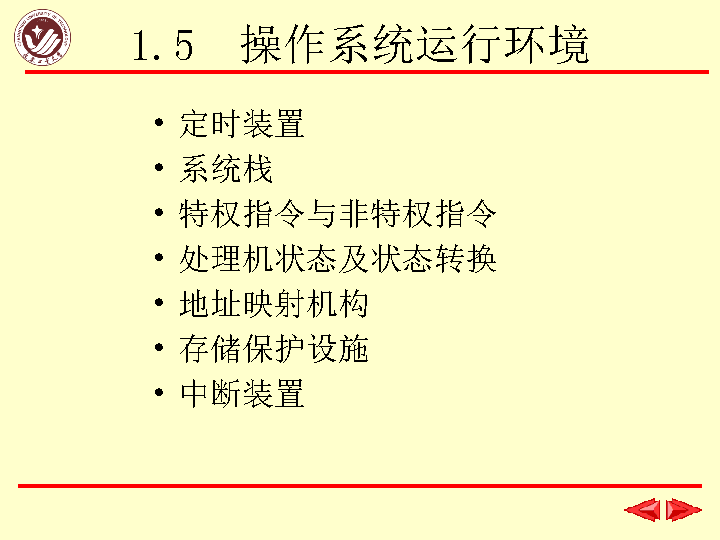 1.5 操作系统运行环境
• 定时装置
• 系统栈
• 特权指令与非特权指令
• 处理机状态及状态转换
• 地址映射机构
• 存储保护设施
• 中断装置